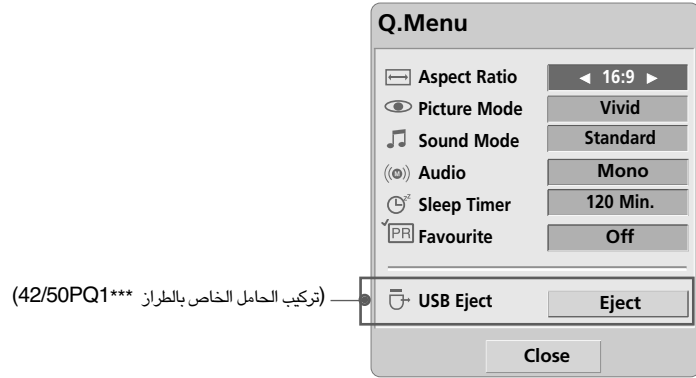 Q.Menu
Aspect Ratio ◄ 16:9 ►
Picture Mode Vivid
Sound Mode Standard
Audio Mono
Sleep Timer 120 Min.
PR Favourite Off
(تركيب الحامل الخاص بالطراز 42/50PQ1***)
USB Eject Eject
Close